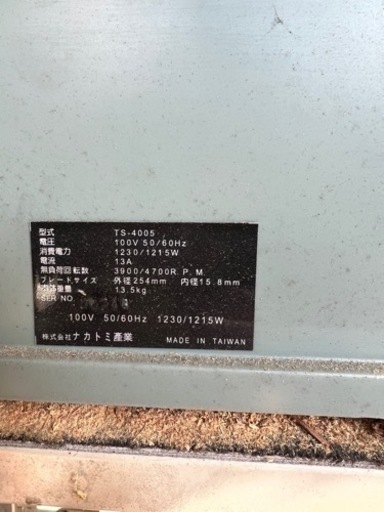 型式 TS-4005
電圧 100V 50/60Hz
消費電力 1230/1215W
電流 13A
無負荷回転数 3900/4700R.P.M
ブレードサイズ 外径254mm 内径15.8mm
重量 13.5kg
SER NO.
100V 50/60Hz 1230/1215W
株式会社ナカトミ産業 MADE IN TAIWAN